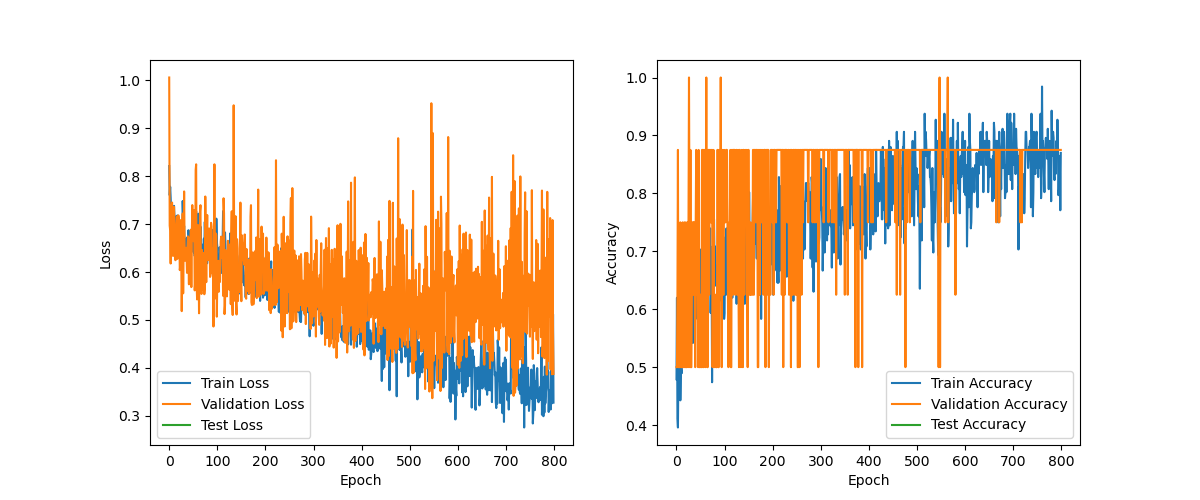 1.0
0.9
0.8
0.7
0.6
0.5
0.4
0.3
Loss
Train Loss
Validation Loss
Test Loss
0 100 200 300 400 500 600 700 800
Epoch
1.0
0.9
0.8
0.7
0.6
0.5
0.4
Accuracy
Train Accuracy
Validation Accuracy
Test Accuracy
0 100 200 300 400 500 600 700 800
Epoch